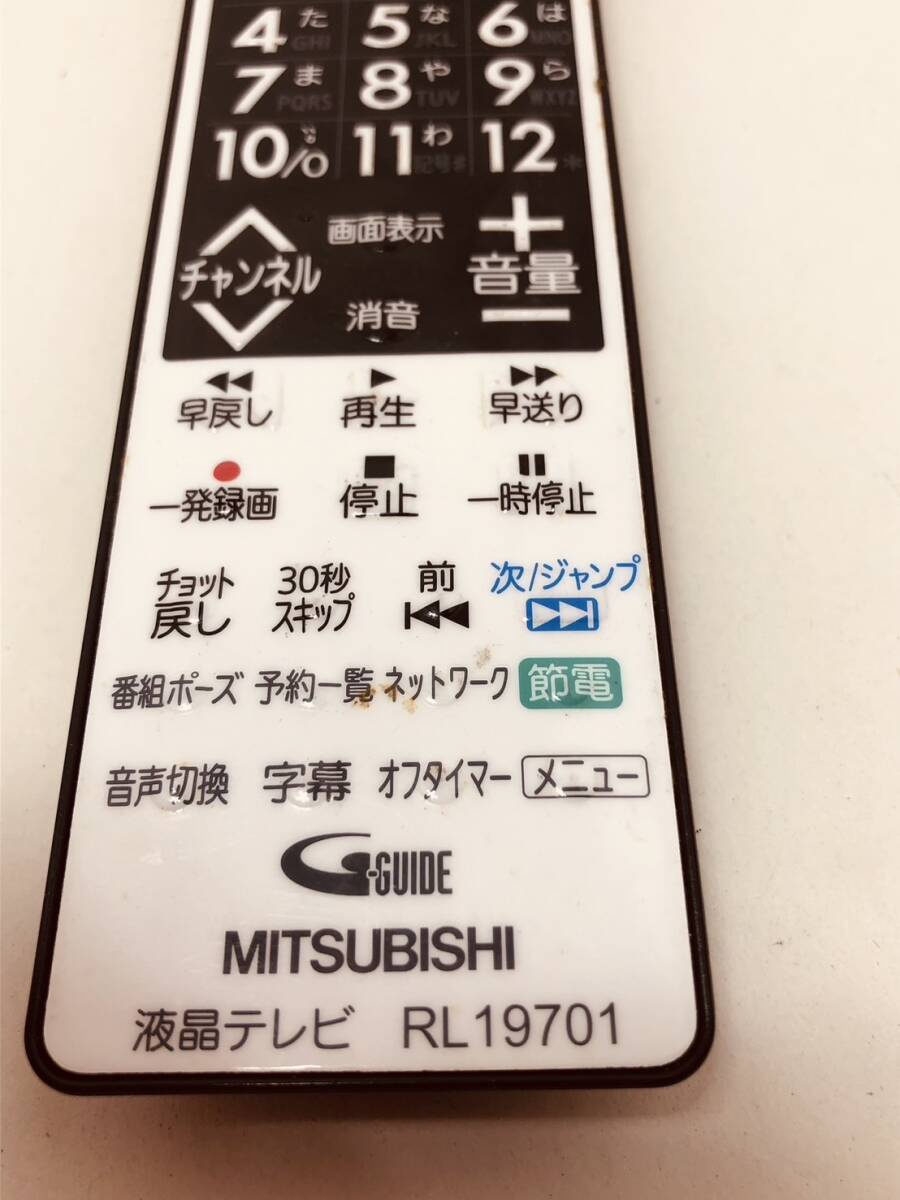 4 た GHI 5 な JKL 6 は MNO
7 ま PQRS 8 や TUV 9 ら WXYZ
10/0 11 わ 記号# 12 *
チャンネル 画面表示 + 音量 −
消音
早戻し 再生 早送り
一発録画 停止 一時停止
チョット戻し 30秒スキップ 前 次/ジャンプ
番組ポーズ 予約一覧 ネットワーク 節電
音声切換 字幕 オフタイマー メニュー
G-GUIDE
MITSUBISHI
液晶テレビ RL19701